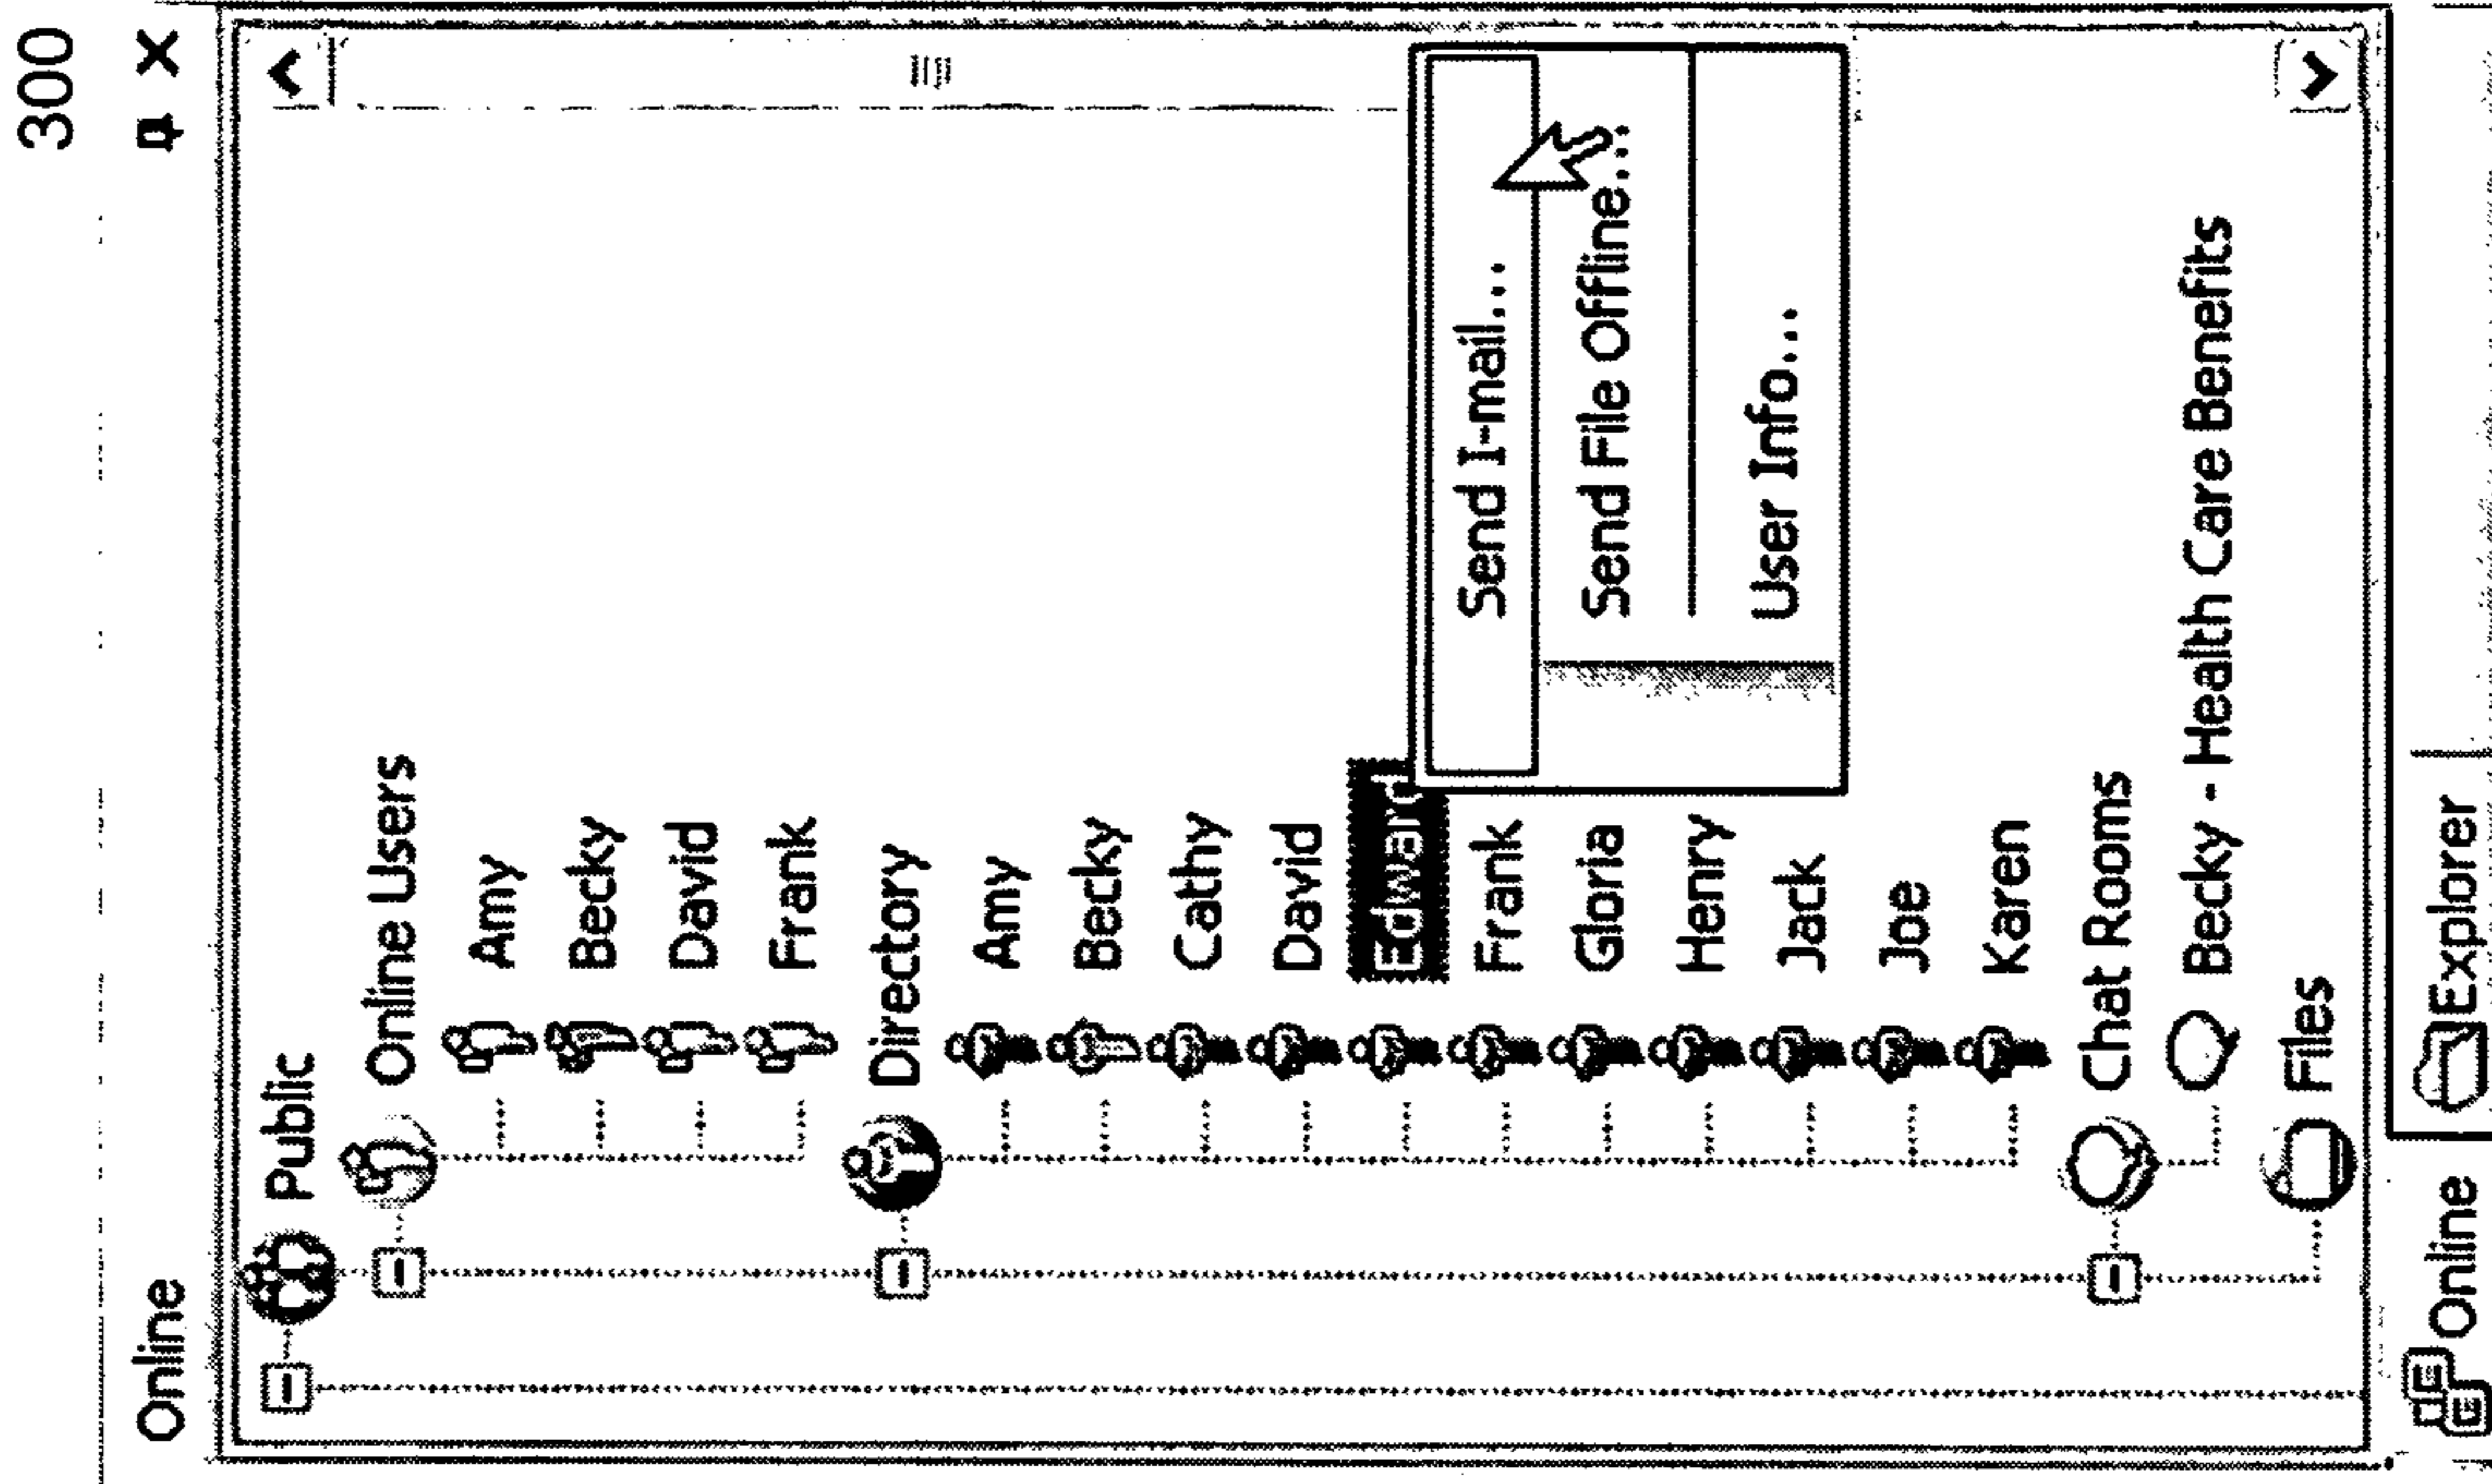 300
Online
Public
Online Users
Amy
Becky
David
Frank
Directory
Amy
Becky
Cathy
David
Edward
Send I-mail...
Frank
Send File Offline...
Gloria
Henry
User Info...
Jack
Joe
Karen
Chat Rooms
Becky - Health Care Benefits
Files
Online
Explorer